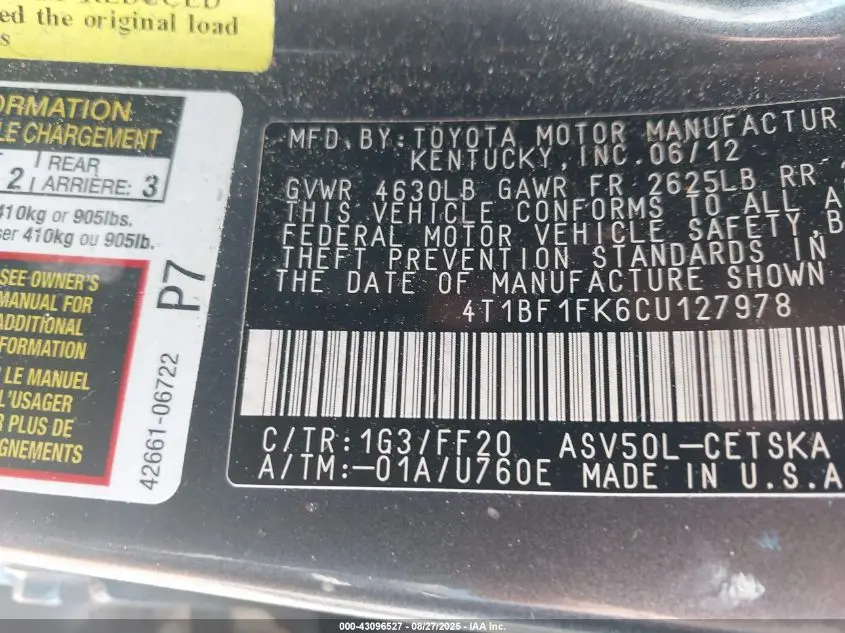 REDUCED
ed the original load
s
ORMATION
LE CHARGEMENT
REAR
2 ARRIÈRE: 3
410kg or 905lbs.
ser 410kg ou 905lb.
SEE OWNER'S
MANUAL FOR
ADDITIONAL
FORMATION
LE MANUEL
L'USAGER
R PLUS DE
GNEMENTS
P7
42661-06722
MFD.BY:TOYOTA MOTOR MANUFACTUR
KENTUCKY,INC.06/12
GVWR 4630LB GAWR FR 2625LB RR
THIS VEHICLE CONFORMS TO ALL A
FEDERAL MOTOR VEHICLE SAFETY,B
THEFT PREVENTION STANDARDS IN
THE DATE OF MANUFACTURE SHOWN
4T1BF1FK6CU127978
C/TR:1G3/FF20 ASV50L-CETSKA
A/TM:-01A/U760E MADE IN U.S.A
000-43096527 - 08/27/2025 - IAA Inc.